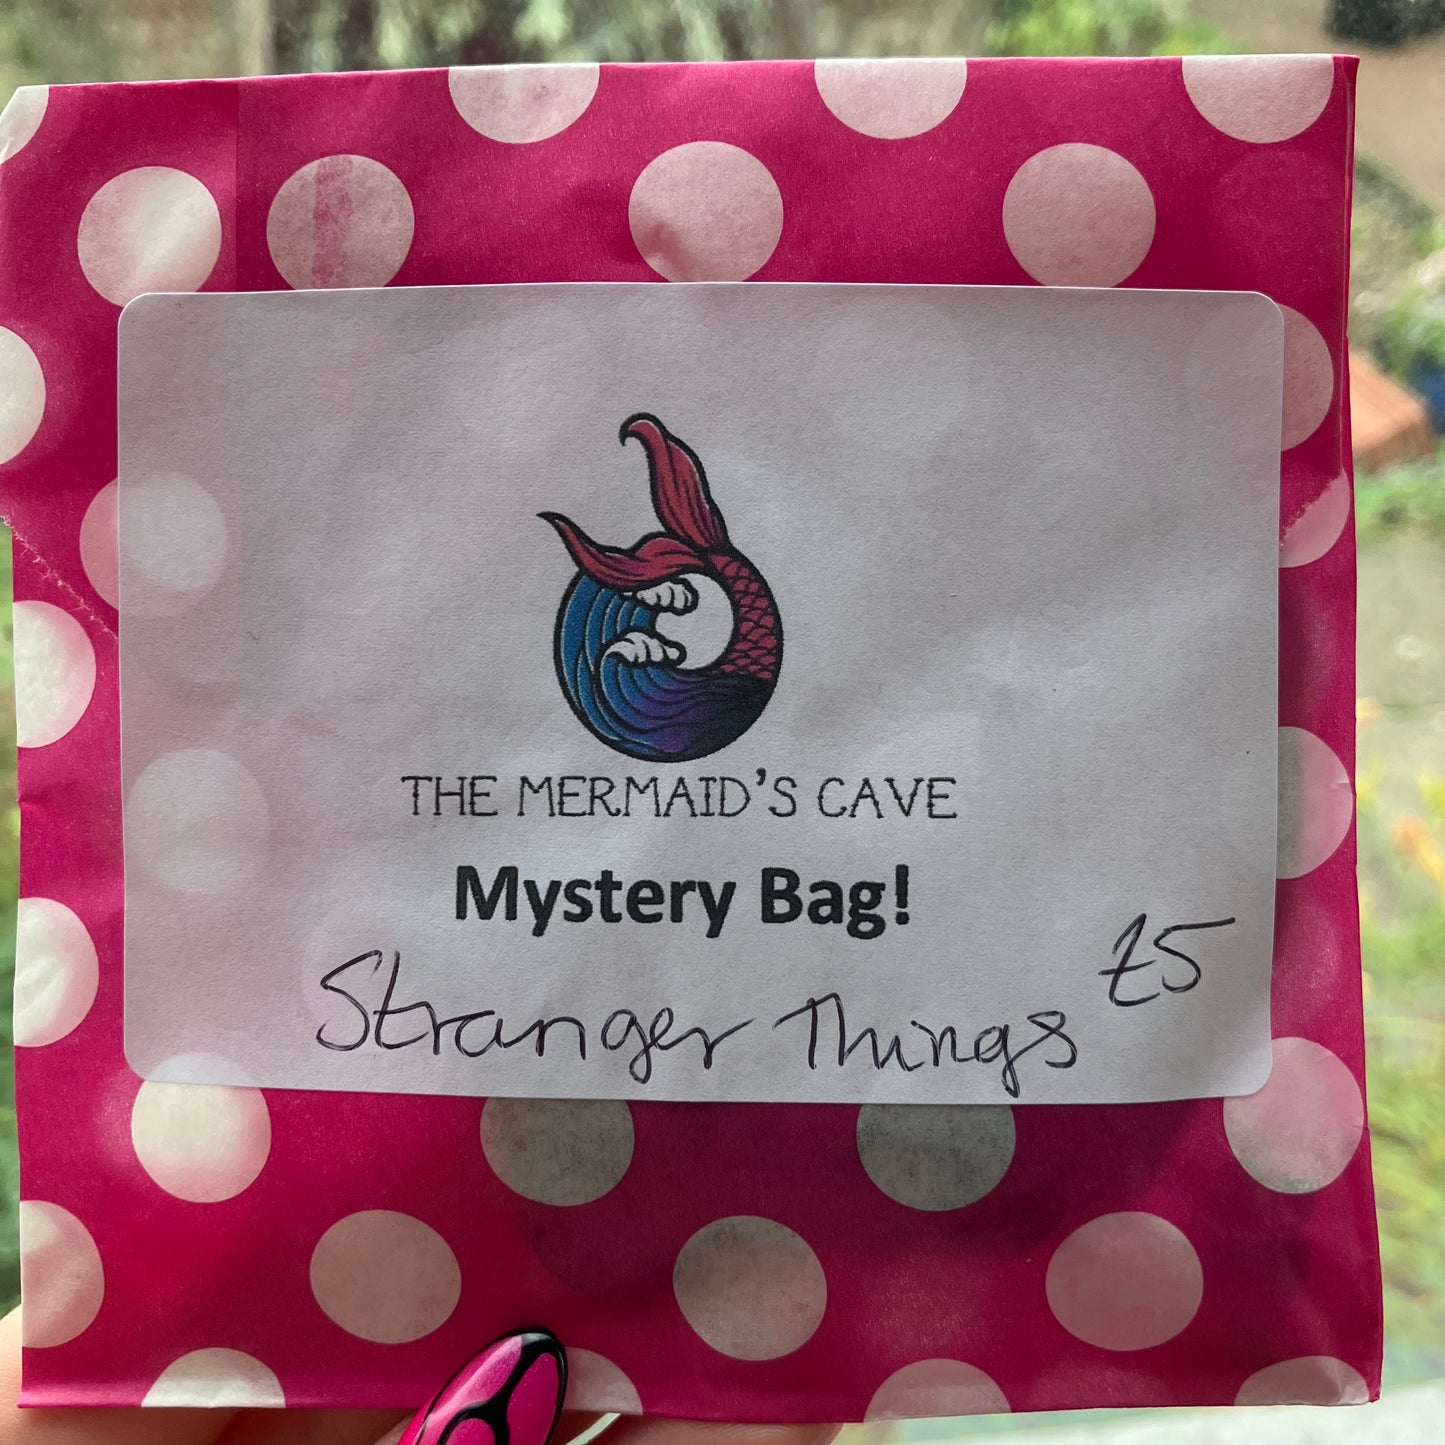 THE MERMAID'S CAVE
Mystery Bag!
£5
Stranger Things